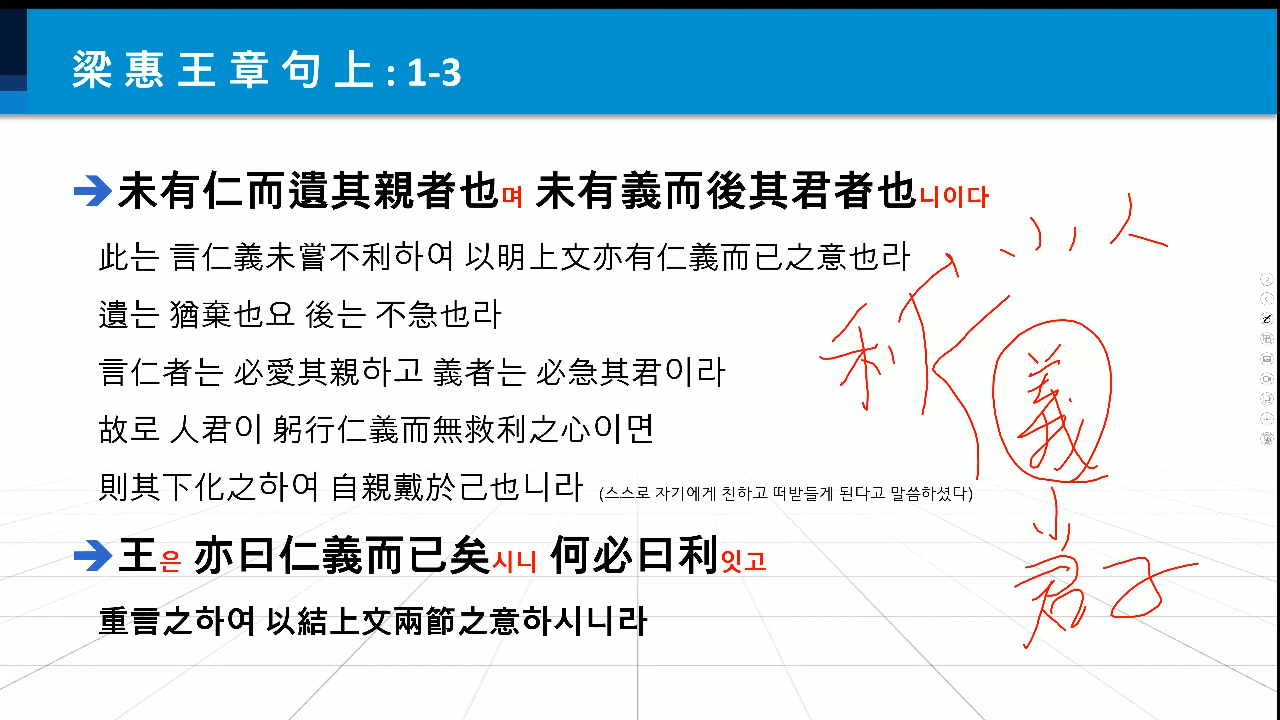 梁惠王章句上 : 1-3
未有仁而遺其親者也며 未有義而後其君者也니이다
此는 言仁義未嘗不利하여 以明上文亦有仁義而已之意也라
遺는 猶棄也요 後는 不急也라
言仁者는 必愛其親하고 義者는 必急其君이라
故로 人君이 躬行仁義而無救利之心이면
則其下化之하여 自親戴於己也니라 (스스로 자기에게 친하고 떠받들게 된다고 말씀하셨다)
王은 亦曰仁義而已矣시니 何必曰利잇고
重言之하여 以結上文兩節之意하시니라
小人
利
義
君子